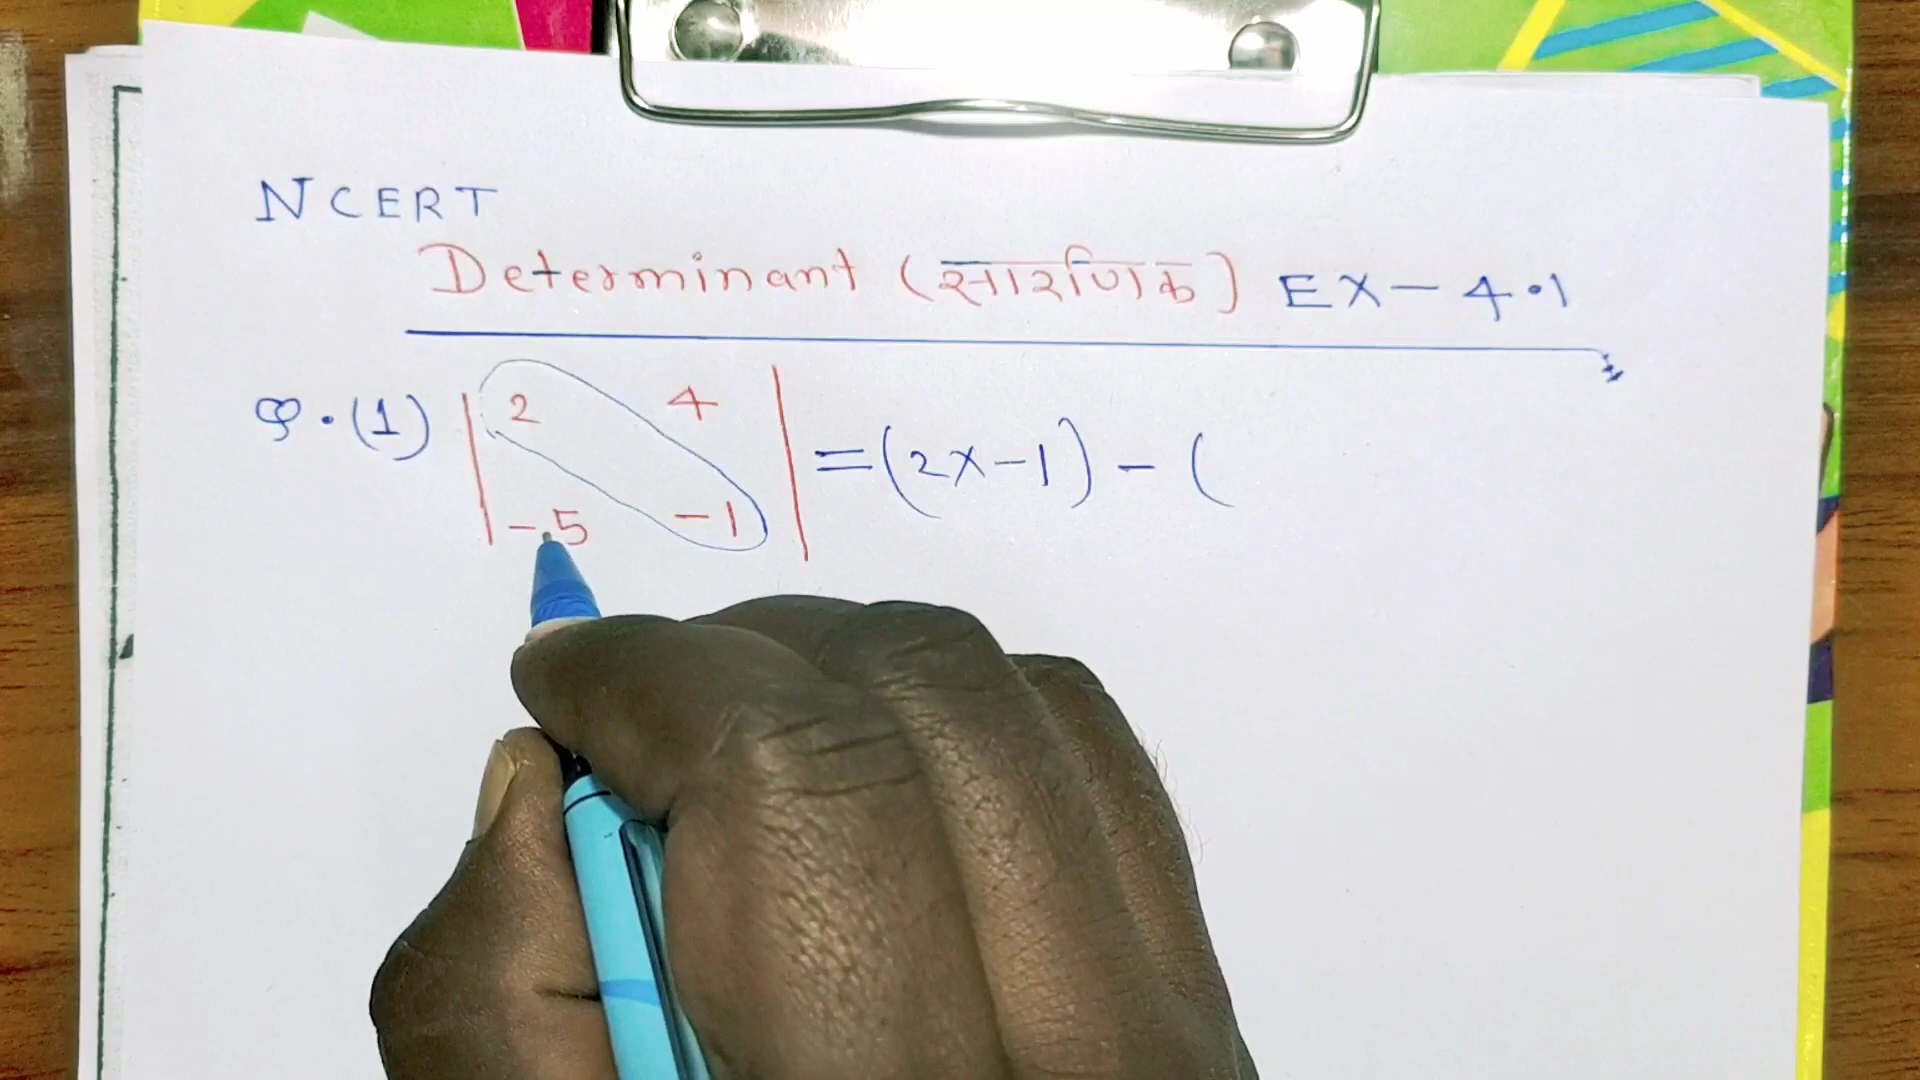 NCERT
Determinant (सारणिक) EX-4.1
Q.(1) | 2 4 | =(2x-1)-(
-5 -1